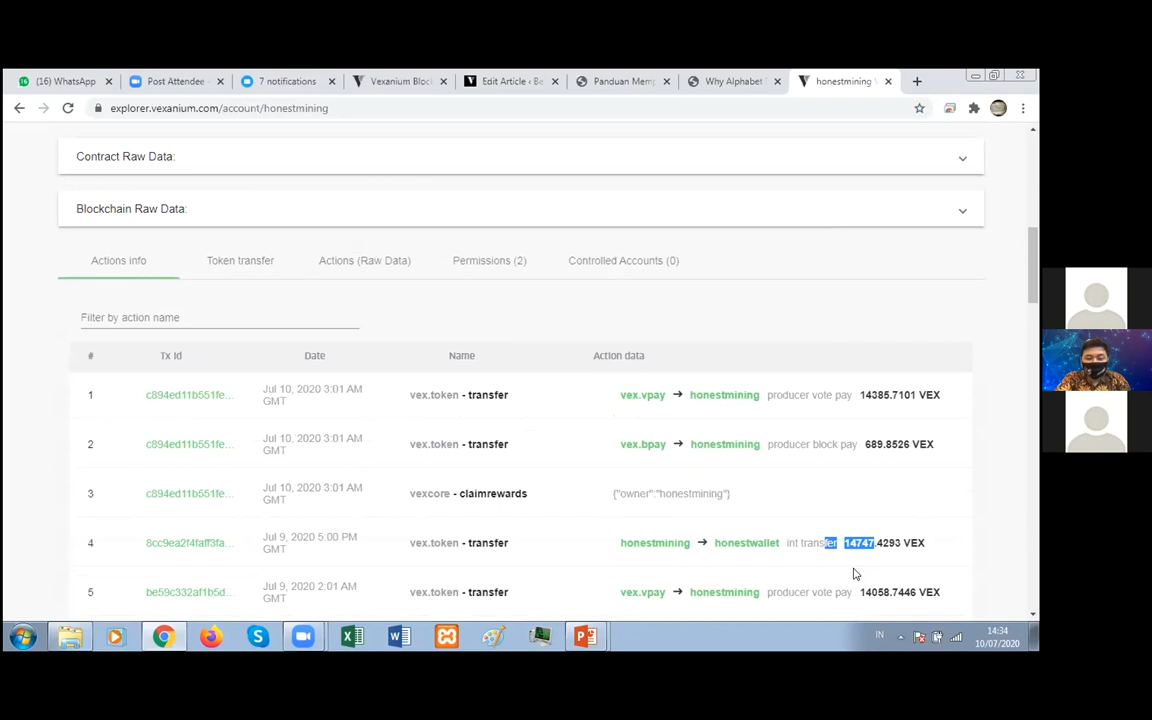 (16) WhatsApp
Post Attendee -
7 notifications
Vexanium Bloc
Edit Article ‹ Be
Panduan Memp
Why Alphabet
honestmining V
explorer.vexanium.com/account/honestmining
Contract Raw Data:
Blockchain Raw Data:
Actions info Token transfer Actions (Raw Data) Permissions (2) Controlled Accounts (0)
Filter by action name
# Tx Id Date Name Action data
1 c894ed11b551fe... Jul 10, 2020 3:01 AM GMT vex.token - transfer vex.vpay → honestmining producer vote pay 14385.7101 VEX
2 c894ed11b551fe... Jul 10, 2020 3:01 AM GMT vex.token - transfer vex.bpay → honestmining producer block pay 689.8526 VEX
3 c894ed11b551fe... Jul 10, 2020 3:01 AM GMT vexcore - claimrewards {"owner":"honestmining"}
4 8cc9ea2f4faff3fa... Jul 9, 2020 5:00 PM GMT vex.token - transfer honestmining → honestwallet int transfer 14747.4293 VEX
5 be59c332af1b5d... Jul 9, 2020 2:01 AM GMT vex.token - transfer vex.vpay → honestmining producer vote pay 14058.7446 VEX
IN
14:34
10/07/2020